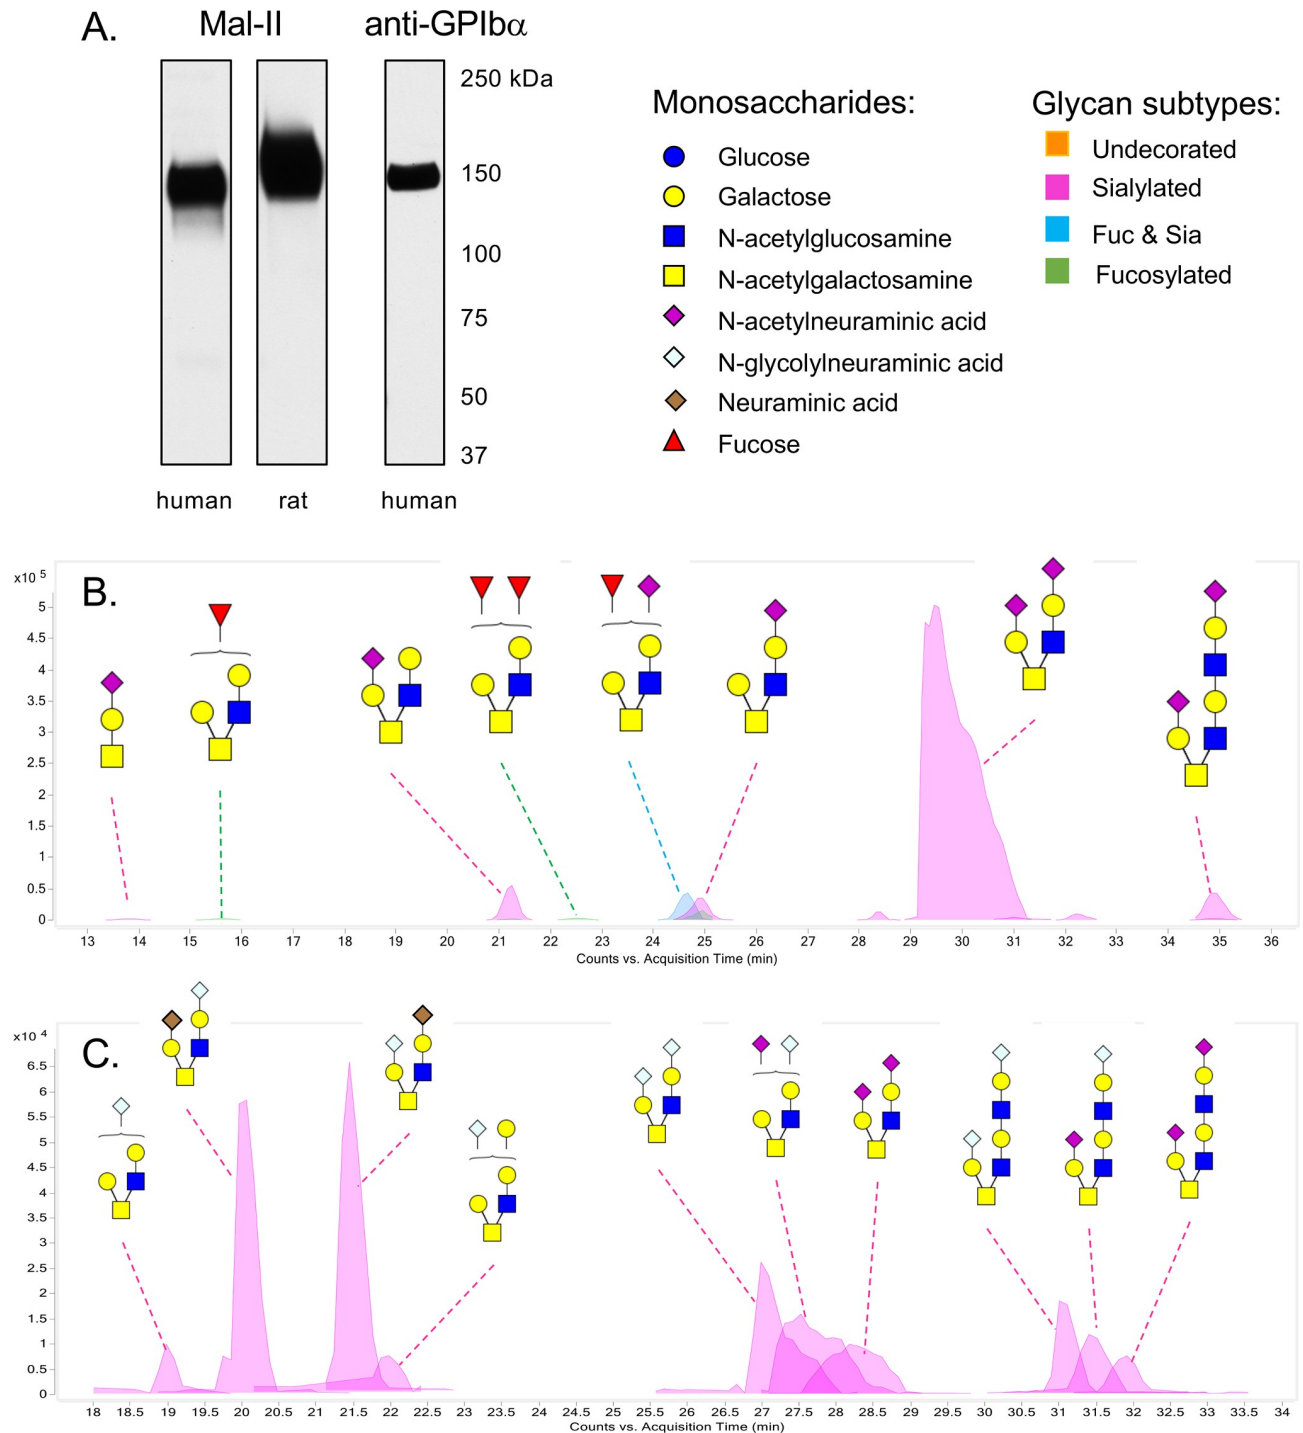 A.
Mal-II
anti-GPIbα
250 kDa
150
100
75
50
37
human
rat
human
Monosaccharides:
Glucose
Galactose
N-acetylglucosamine
N-acetylgalactosamine
N-acetylneuraminic acid
N-glycolylneuraminic acid
Neuraminic acid
Fucose
Glycan subtypes:
Undecorated
Sialylated
Fuc & Sia
Fucosylated
B.
x10 5
5
4.5
4
3.5
3
2.5
2
1.5
1
0.5
0
13 14 15 16 17 18 19 20 21 22 23 24 25 26 27 28 29 30 31 32 33 34 35 36
Counts vs. Acquisition Time (min)
C.
x10 4
6.5
6
5.5
5
4.5
4
3.5
3
2.5
2
1.5
1
0.5
0
18 18.5 19 19.5 20 20.5 21 21.5 22 22.5 23 23.5 24 24.5 25 25.5 26 26.5 27 27.5 28 28.5 29 29.5 30 30.5 31 31.5 32 32.5 33 33.5 34
Counts vs. Acquisition Time (min)